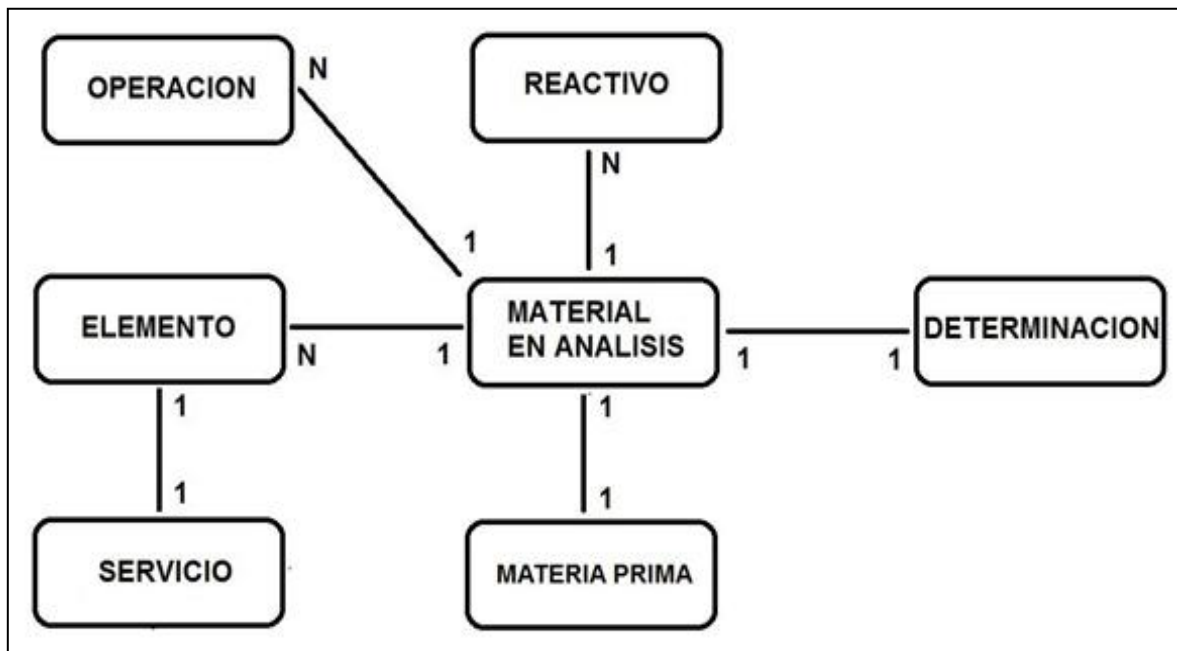 OPERACION
N
REACTIVO
N
1
1
ELEMENTO
N
1
MATERIAL
EN ANALISIS
1
1
DETERMINACION
1
1
1
1
SERVICIO
MATERIA PRIMA